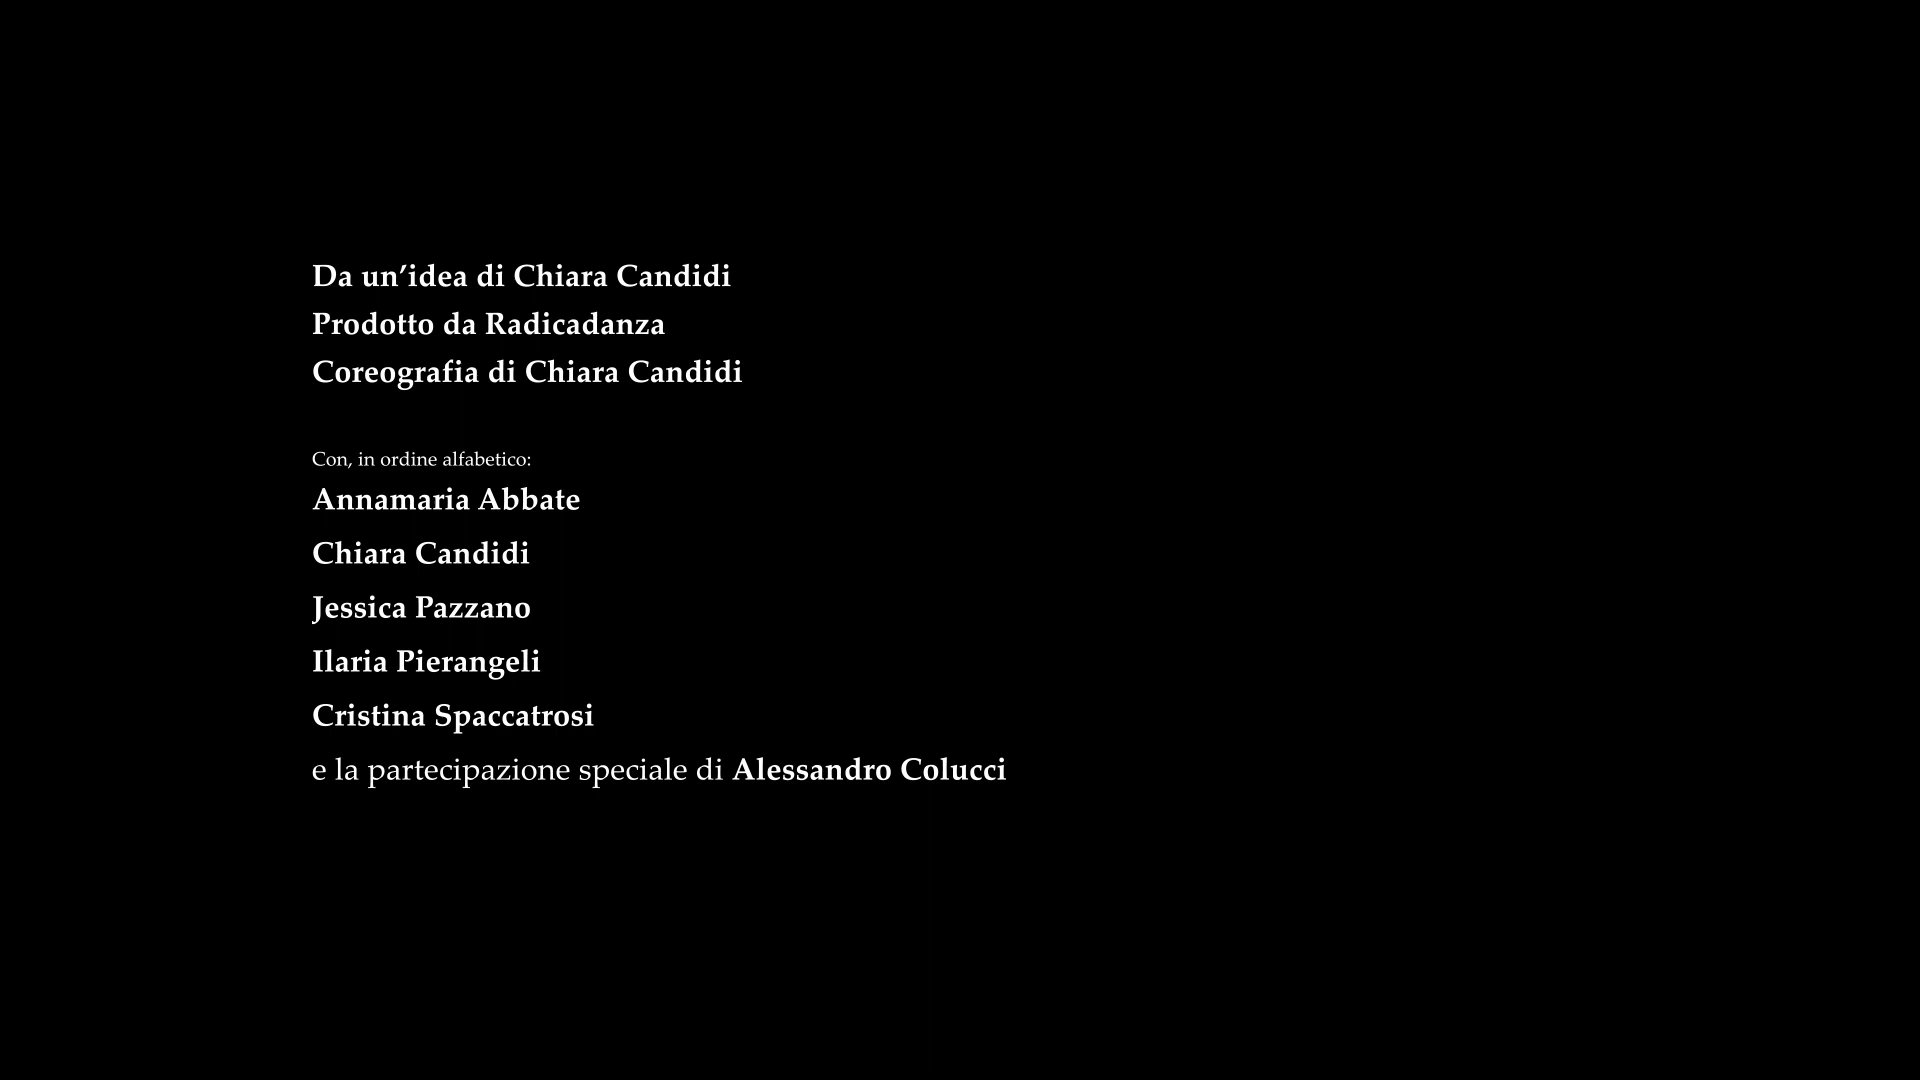 Da un’idea di Chiara Candidi
Prodotto da Radicadanza
Coreografia di Chiara Candidi
Con, in ordine alfabetico:
Annamaria Abbate
Chiara Candidi
Jessica Pazzano
Ilaria Pierangeli
Cristina Spaccatrosi
e la partecipazione speciale di Alessandro Colucci